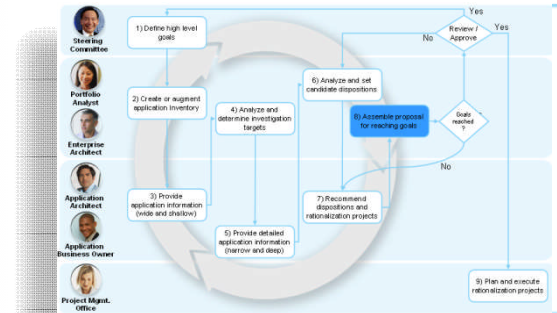 Steering
Committee
1) Define high level
goals
Yes
Review /
Approve
Yes
No
Portfolio
Analyst
Enterprise
Architect
2) Create or augment
application Inventory
4) Analyze and
determine investigation
targets
6) Analyze and set
candidate dispositions
8) Assemble proposal
for reaching goals
Goals
reached
?
No
Application
Architect
Application
Business Owner
3) Provide
application information
(wide and shallow)
5) Provide detailed
application information
(narrow and deep)
7) Recommend
dispositions and
rationalization projects
Project Mgmt.
Office
9) Plan and execute
rationalization projects